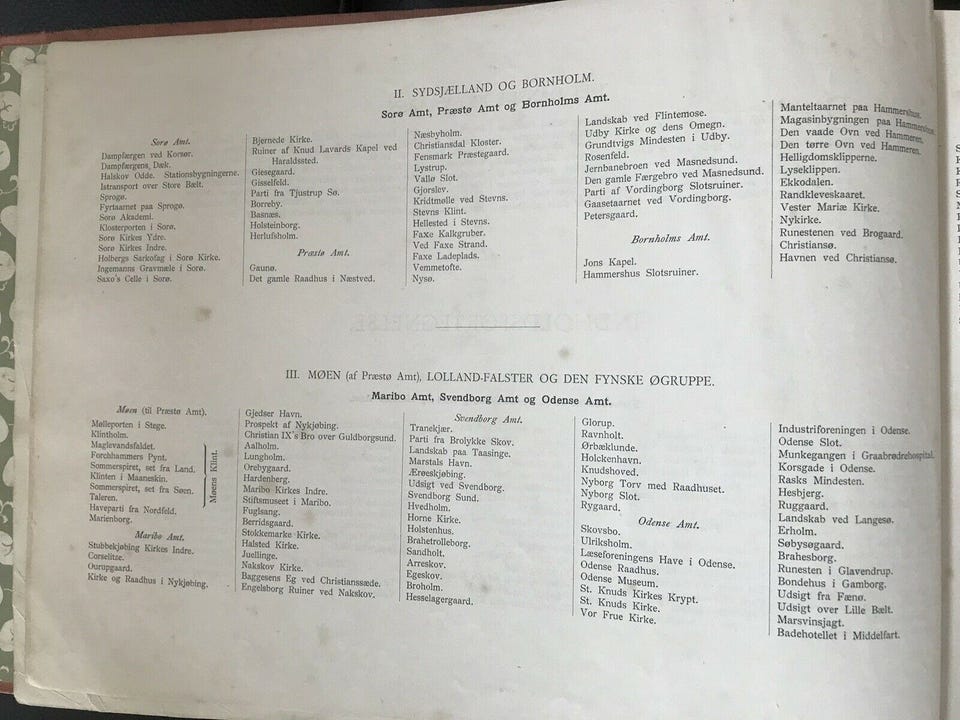 II. SYDSJÆLLAND OG BORNHOLM.
Sorø Amt, Præstø Amt og Bornholms Amt.
Sorø Amt.
Dampfærgen ved Korsør.
Dampfærgens Dæk.
Halskov Odde. Stationsbygningerne.
Istransport over Store Bælt.
Sprogø.
Fyrtaarnet paa Sprogø.
Sorø Akademi.
Klosterporten i Sorø.
Sorø Kirkes Ydre.
Sorø Kirkes Indre.
Holbergs Sarkofag i Sorø Kirke.
Ingemanns Gravmæle i Sorø.
Saxo's Celle i Sorø.
Bjernede Kirke.
Ruiner af Knud Lavards Kapel ved
Haraldssted.
Giesegaard.
Gisselfeld.
Parti fra Tjustrup Sø.
Borreby.
Basnæs.
Holsteinborg.
Herlufsholm.
Præstø Amt.
Gaunø.
Det gamle Raadhus i Næstved.
Næsbyholm.
Christiansdal Kloster.
Fensmark Præstegaard.
Lystrup.
Vallø Slot.
Gjorslev.
Kridtmølle ved Stevns.
Stevns Klint.
Hellested i Stevns.
Faxe Kalkgruber.
Ved Faxe Strand.
Faxe Ladeplads.
Vemmetofte.
Nysø.
Landskab ved Flintemose.
Udby Kirke og dens Omegn.
Grundtvigs Mindesten i Udby.
Rosenfeld.
Jernbanebroen ved Masnedsund.
Den gamle Færgebro ved Masnedsund.
Parti af Vordingborg Slotsruiner.
Gaasetaarnet ved Vordingborg.
Petersgaard.
Bornholms Amt.
Jons Kapel.
Hammershus Slotsruiner.
Manteltaarnet paa Hammershus.
Magasinbygningen paa Hammershus.
Den vaade Ovn ved Hammeren.
Den tørre Ovn ved Hammeren.
Helligdomsklipperne.
Lyseklippen.
Ekkodalen.
Randkleveskaaret.
Vester Mariæ Kirke.
Nykirke.
Runestenen ved Brogaard.
Christiansø.
Havnen ved Christiansø.
III. MØEN (af Præstø Amt), LOLLAND-FALSTER OG DEN FYNSKE ØGRUPPE.
Maribo Amt, Svendborg Amt og Odense Amt.
Møen (til Præstø Amt).
Mølleporten i Stege.
Klintholm.
Maglevandsfaldet.
Forchhammers Pynt.
Sommerspiret, set fra Land.
Klinten i Maaneskin.
Sommerspiret, set fra Søen.
Taleren.
Møens Klint.
Haveparti fra Nordfeld.
Marienborg.
Maribo Amt.
Stubbekjøbing Kirkes Indre.
Corselitze.
Ourupgaard.
Kirke og Raadhus i Nykjøbing.
Gjedser Havn.
Prospekt af Nykjøbing.
Christian IX's Bro over Guldborgsund.
Aalholm.
Lungholm.
Orebygaard.
Hardenberg.
Maribo Kirkes Indre.
Stiftsmuseet i Maribo.
Fuglsang.
Berridsgaard.
Stokkemarke Kirke.
Halsted Kirke.
Juellinge.
Nakskov Kirke.
Baggesens Eg ved Christianssæde.
Engelsborg Ruiner ved Nakskov.
Svendborg Amt.
Tranekjær.
Parti fra Brolykke Skov.
Landskab paa Taasinge.
Marstals Havn.
Ærøeskjøbing.
Udsigt ved Svendborg.
Svendborg Sund.
Hvedholm.
Horne Kirke.
Holstenhus.
Brahetrolleborg.
Sandholt.
Arreskov.
Egeskov.
Broholm.
Hesselagergaard.
Glorup.
Ravnholt.
Ørbæklunde.
Holckenhavn.
Knudshoved.
Nyborg Torv med Raadhuset.
Nyborg Slot.
Rygaard.
Odense Amt.
Skovsbo.
Ulriksholm.
Læseforeningens Have i Odense.
Odense Raadhus.
Odense Museum.
St. Knuds Kirkes Krypt.
St. Knuds Kirke.
Vor Frue Kirke.
Industriforeningen i Odense.
Odense Slot.
Munkegangen i Graabrødrehospital.
Korsgade i Odense.
Rasks Mindesten.
Hesbjerg.
Ruggaard.
Landskab ved Langesø.
Erholm.
Søbysøgaard.
Brahesborg.
Runesten i Glavendrup.
Bondehus i Gamborg.
Udsigt fra Fænø.
Udsigt over Lille Bælt.
Marsvinsjagt.
Badehotellet i Middelfart.